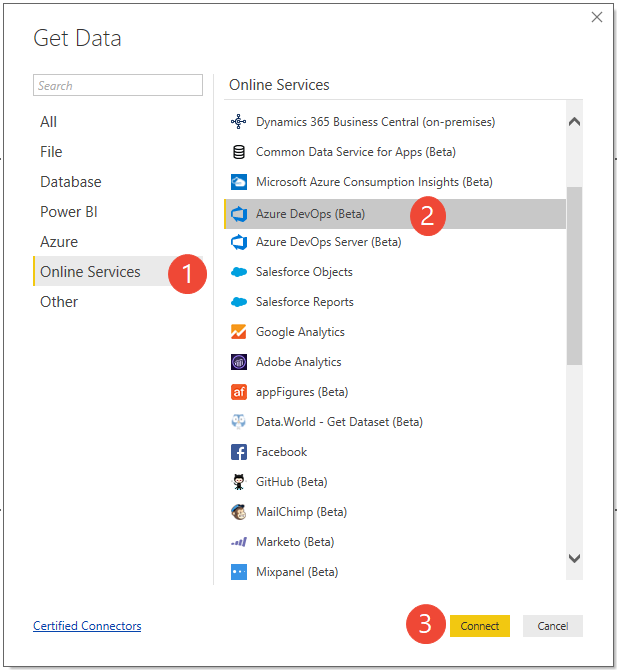 Get Data
Search
All
File
Database
Power BI
Azure
Online Services
1
Other
Online Services
Dynamics 365 Business Central (on-premises)
Common Data Service for Apps (Beta)
Microsoft Azure Consumption Insights (Beta)
Azure DevOps (Beta)
2
Azure DevOps Server (Beta)
Salesforce Objects
Salesforce Reports
Google Analytics
Adobe Analytics
af
appFigures (Beta)
Data.World - Get Dataset (Beta)
Facebook
GitHub (Beta)
MailChimp (Beta)
Marketo (Beta)
Mixpanel (Beta)
Certified Connectors
3
Connect
Cancel